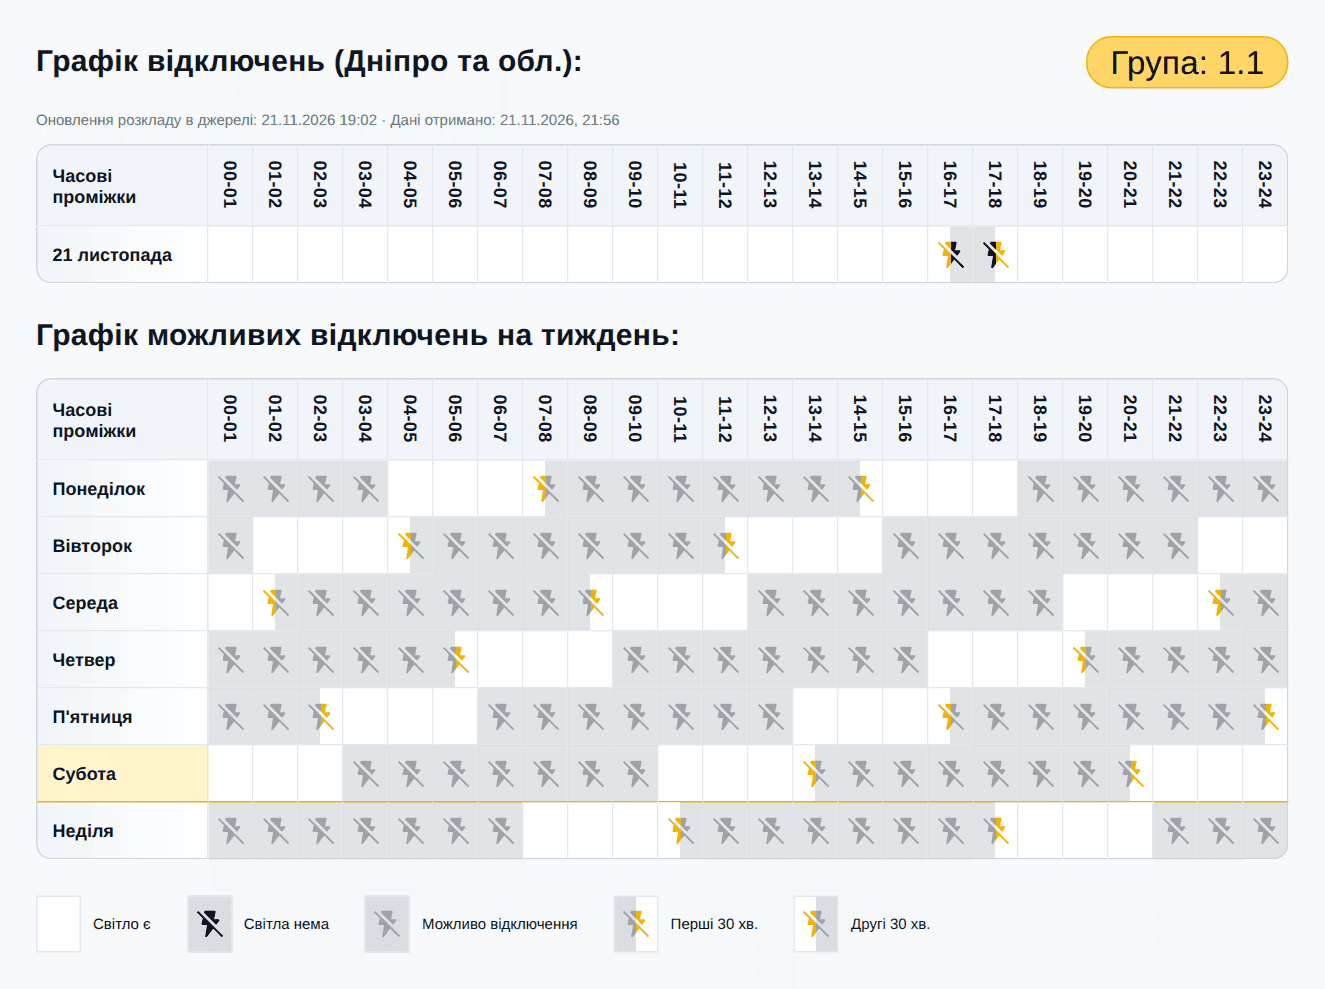 Графік відключень (Дніпро та обл.):
Група: 1.1
Оновлення розкладу в джерелі: 21.11.2026 19:02 · Дані отримано: 21.11.2026, 21:56
Часові проміжки 00-01 01-02 02-03 03-04 04-05 05-06 06-07 07-08 08-09 09-10 10-11 11-12 12-13 13-14 14-15 15-16 16-17 17-18 18-19 19-20 20-21 21-22 22-23 23-24
21 листопада
Графік можливих відключень на тиждень:
Часові проміжки 00-01 01-02 02-03 03-04 04-05 05-06 06-07 07-08 08-09 09-10 10-11 11-12 12-13 13-14 14-15 15-16 16-17 17-18 18-19 19-20 20-21 21-22 22-23 23-24
Понеділок
Вівторок
Середа
Четвер
П'ятниця
Субота
Неділя
Світло є Світла нема Можливо відключення Перші 30 хв. Другі 30 хв.